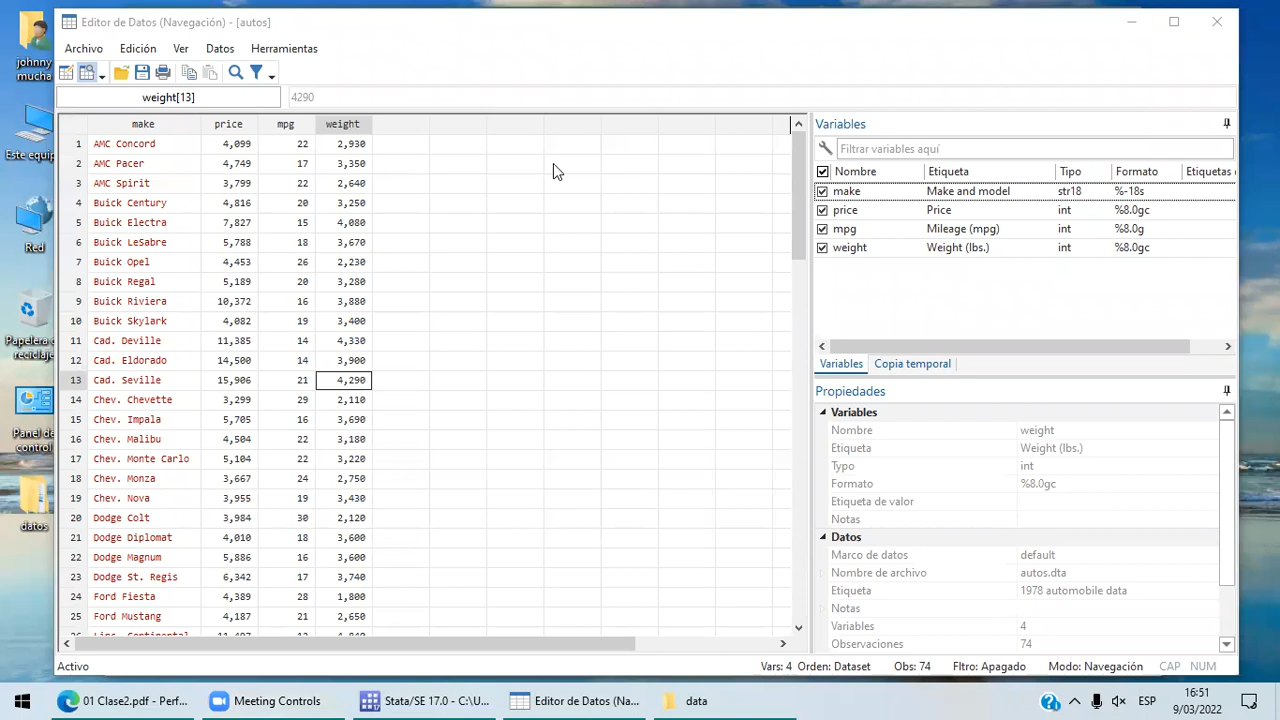 Editor de Datos (Navegación) - [autos]
Archivo Edición Ver Datos Herramientas
weight[13] 4290
make price mpg weight
1 AMC Concord 4,099 22 2,930
2 AMC Pacer 4,749 17 3,350
3 AMC Spirit 3,799 22 2,640
4 Buick Century 4,816 20 3,250
5 Buick Electra 7,827 15 4,080
6 Buick LeSabre 5,788 18 3,670
7 Buick Opel 4,453 26 2,230
8 Buick Regal 5,189 20 3,280
9 Buick Riviera 10,372 16 3,880
10 Buick Skylark 4,082 19 3,400
11 Cad. Deville 11,385 14 4,330
12 Cad. Eldorado 14,500 14 3,900
13 Cad. Seville 15,906 21 4,290
14 Chev. Chevette 3,299 29 2,110
15 Chev. Impala 5,705 16 3,690
16 Chev. Malibu 4,504 22 3,180
17 Chev. Monte Carlo 5,104 22 3,220
18 Chev. Monza 3,667 24 2,750
19 Chev. Nova 3,955 19 3,430
20 Dodge Colt 3,984 30 2,120
21 Dodge Diplomat 4,010 18 3,600
22 Dodge Magnum 5,886 16 3,600
23 Dodge St. Regis 6,342 17 3,740
24 Ford Fiesta 4,389 28 1,800
25 Ford Mustang 4,187 21 2,650
26 Linc. Continental 11,497 12 4,840
Variables
Filtrar variables aquí
Nombre Etiqueta Tipo Formato Etiquetas
make Make and model str18 %-18s
price Price int %8.0gc
mpg Mileage (mpg) int %8.0g
weight Weight (lbs.) int %8.0gc
Variables Copia temporal
Propiedades
Variables
Nombre weight
Etiqueta Weight (lbs.)
Typo int
Formato %8.0gc
Etiqueta de valor
Notas
Datos
Marco de datos default
Nombre de archivo autos.dta
Etiqueta 1978 automobile data
Notas
Variables 4
Observaciones 74
Activo Vars: 4 Orden: Dataset Obs: 74 Fltro: Apagado Modo: Navegación CAP NUM
johnny
mucha
Este equip
Red
Papelera d
reciclaje
Panel de
control
datos
01 Clase2.pdf - Perf... Meeting Controls Stata/SE 17.0 - C:\U... Editor de Datos (Na... data
ESP 16:51
9/03/2022